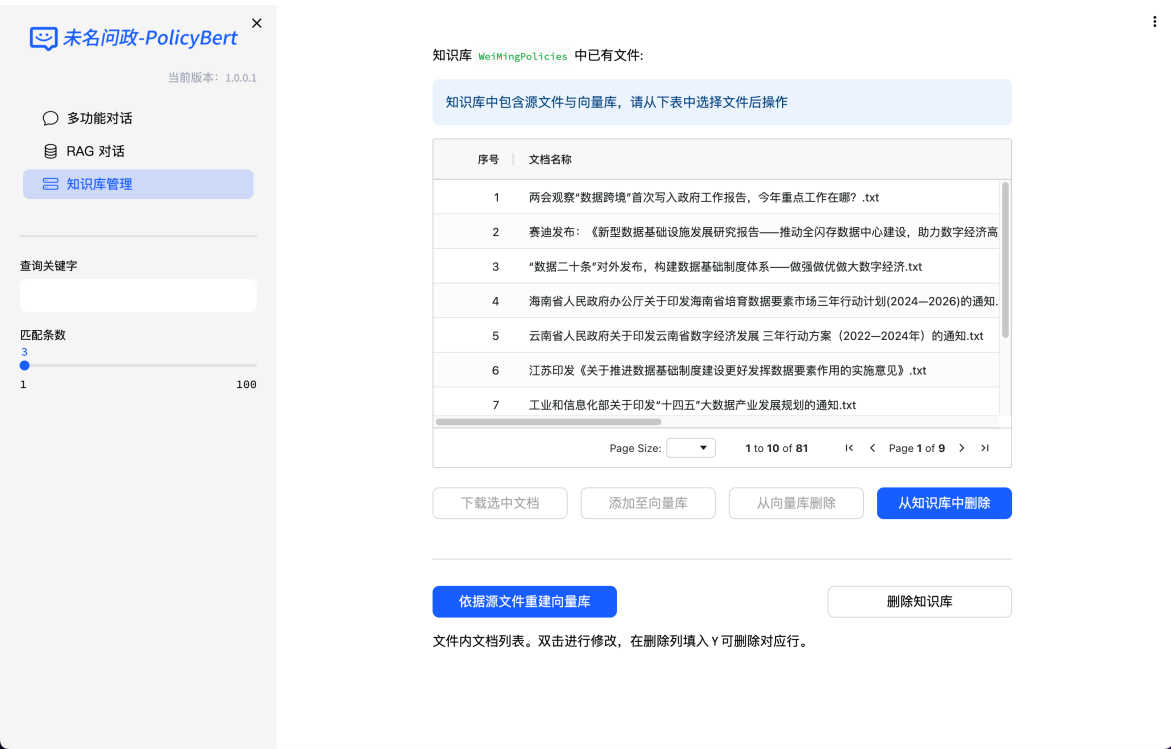 未名问政-PolicyBert
当前版本：1.0.0.1
多功能对话
RAG 对话
知识库管理
查询关键字
匹配条数
3
1 100
知识库 WeiMingPolicies 中已有文件:
知识库中包含源文件与向量库，请从下表中选择文件后操作
序号 文档名称
1 两会观察“数据跨境”首次写入政府工作报告，今年重点工作在哪？.txt
2 赛迪发布：《新型数据基础设施发展研究报告——推动全闪存数据中心建设，助力数字经济高
3 “数据二十条”对外发布，构建数据基础制度体系——做强做优做大数字经济.txt
4 海南省人民政府办公厅关于印发海南省培育数据要素市场三年行动计划(2024—2026)的通知.
5 云南省人民政府关于印发云南省数字经济发展 三年行动方案（2022—2024年）的通知.txt
6 江苏印发《关于推进数据基础制度建设更好发挥数据要素作用的实施意见》.txt
7 工业和信息化部关于印发“十四五”大数据产业发展规划的通知.txt
Page Size: 1 to 10 of 81 Page 1 of 9
下载选中文档 添加至向量库 从向量库删除 从知识库中删除
依据源文件重建向量库 删除知识库
文件内文档列表。双击进行修改，在删除列填入 Y 可删除对应行。